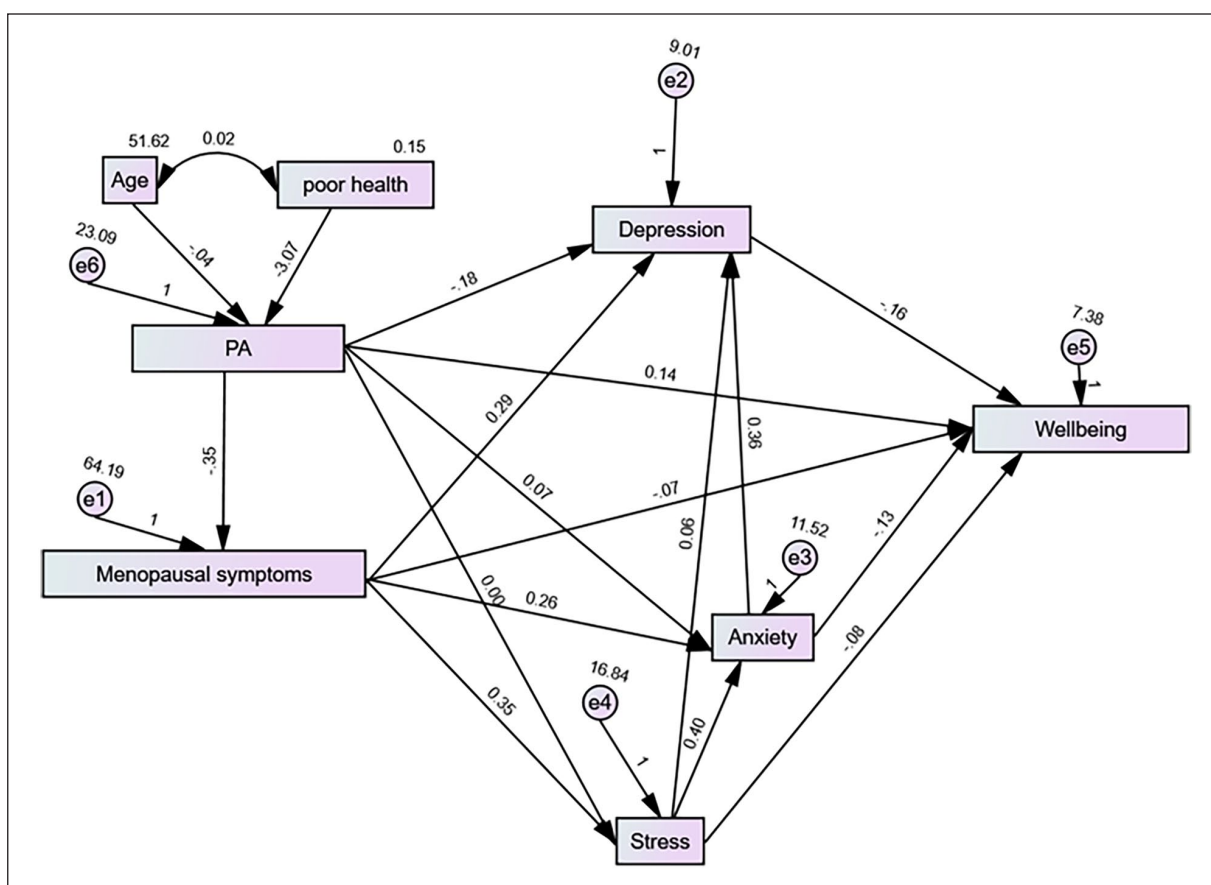 9.01
e2
1
51.62
0.02
0.15
Age
poor health
Depression
23.09
e6
1
-.04
-3.07
-.18
-.16
7.38
e5
1
PA
0.14
Wellbeing
0.29
0.36
-.35
64.19
e1
1
0.07
-.07
-.13
11.52
e3
1
0.06
Menopausal symptoms
0.00
0.26
Anxiety
-.08
16.84
e4
1
0.35
0.40
Stress